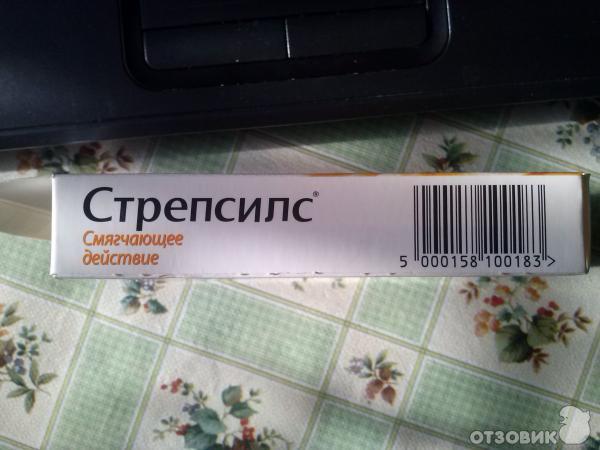 Стрепсилс®
Смягчающее
действие
5 000158 100183 >
ОТЗОВИК